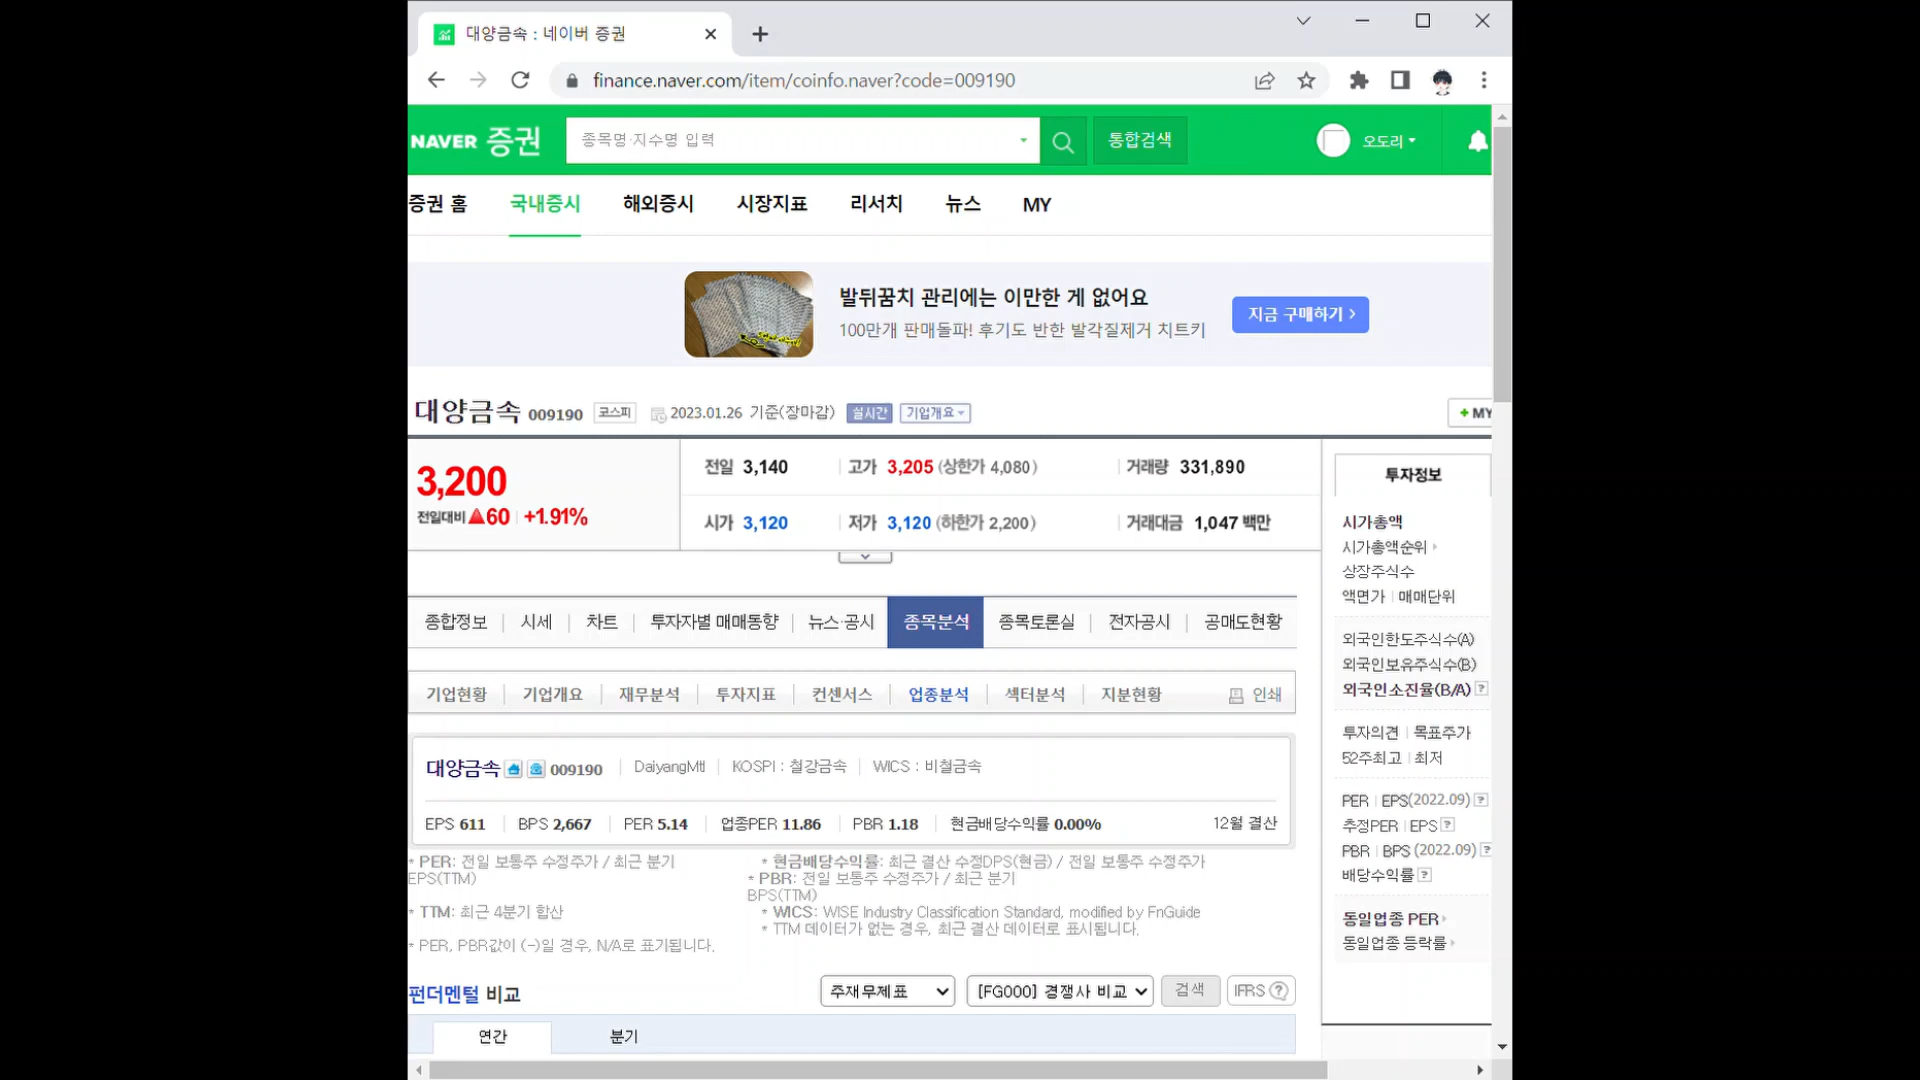 대양금속 : 네이버 증권
finance.naver.com/item/coinfo.naver?code=009190
NAVER 증권
종목명·지수명 입력
통합검색
오도리
증권 홈 국내증시 해외증시 시장지표 리서치 뉴스 MY
발뒤꿈치 관리에는 이만한 게 없어요
100만개 판매돌파! 후기도 반한 발각질제거 치트키
지금 구매하기 >
대양금속 009190 코스피 2023.01.26 기준(장마감) 실시간 기업개요
+ MY
3,200
전일대비 ▲60 +1.91%
전일 3,140 고가 3,205 (상한가 4,080) 거래량 331,890
시가 3,120 저가 3,120 (하한가 2,200) 거래대금 1,047 백만
종합정보 시세 차트 투자자별 매매동향 뉴스·공시 종목분석 종목토론실 전자공시 공매도현황
기업현황 기업개요 재무분석 투자지표 컨센서스 업종분석 섹터분석 지분현황 인쇄
대양금속 009190 DaiyangMtl KOSPI : 철강금속 WICS : 비철금속
EPS 611 BPS 2,667 PER 5.14 업종PER 11.86 PBR 1.18 현금배당수익률 0.00% 12월 결산
* PER: 전일 보통주 수정주가 / 최근 분기
EPS(TTM)
* TTM: 최근 4분기 합산
* PER, PBR값이 (-)일 경우, N/A로 표기됩니다.
* 현금배당수익률: 최근 결산 수정DPS(현금) / 전일 보통주 수정주가
* PBR: 전일 보통주 수정주가 / 최근 분기
BPS(TTM)
* WICS: WISE Industry Classification Standard, modified by FnGuide
* TTM 데이터가 없는 경우, 최근 결산 데이터로 표시됩니다.
펀더멘털 비교
주재무제표 [FG000] 경쟁사 비교 검색 IFRS ?
연간 분기
투자정보
시가총액
시가총액순위
상장주식수
액면가 매매단위
외국인한도주식수(A)
외국인보유주식수(B)
외국인소진율(B/A) ?
투자의견 목표주가
52주최고 최저
PER EPS(2022.09) ?
추정PER EPS ?
PBR BPS (2022.09) ?
배당수익률 ?
동일업종 PER
동일업종 등락률